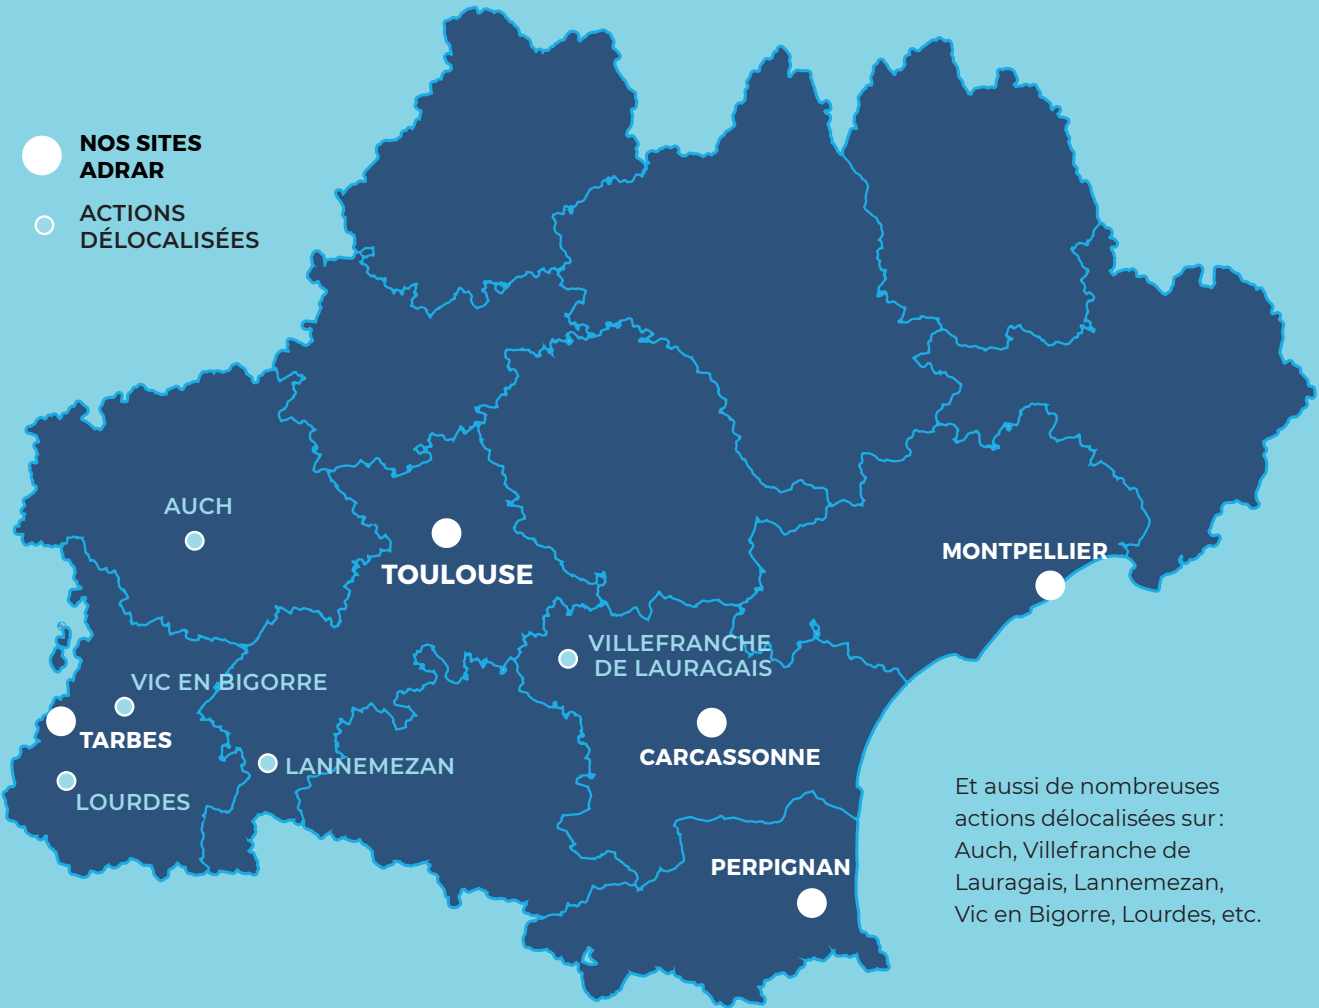 NOS SITES
ADRAR
ACTIONS
DÉLOCALISÉES
AUCH
TOULOUSE
MONTPELLIER
VILLEFRANCHE
DE LAURAGAIS
VIC EN BIGORRE
TARBES
CARCASSONNE
LANNEMEZAN
LOURDES
PERPIGNAN
Et aussi de nombreuses
actions délocalisées sur :
Auch, Villefranche de
Lauragais, Lannemezan,
Vic en Bigorre, Lourdes, etc.